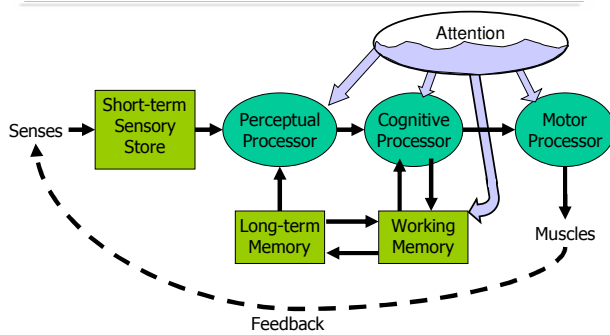 Attention
Senses
Short-term
Sensory
Store
Perceptual
Processor
Cognitive
Processor
Motor
Processor
Long-term
Memory
Working
Memory
Muscles
Feedback